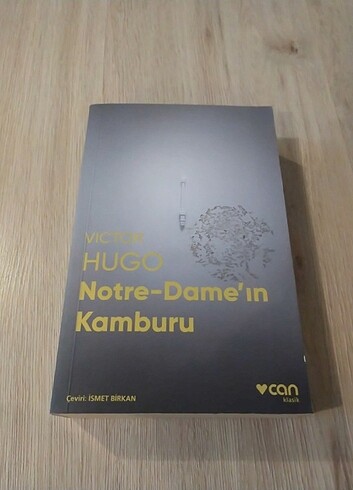 VICTOR
HUGO
Notre-Dame'ın
Kamburu
can
klasik
Çeviri: İSMET BİRKAN